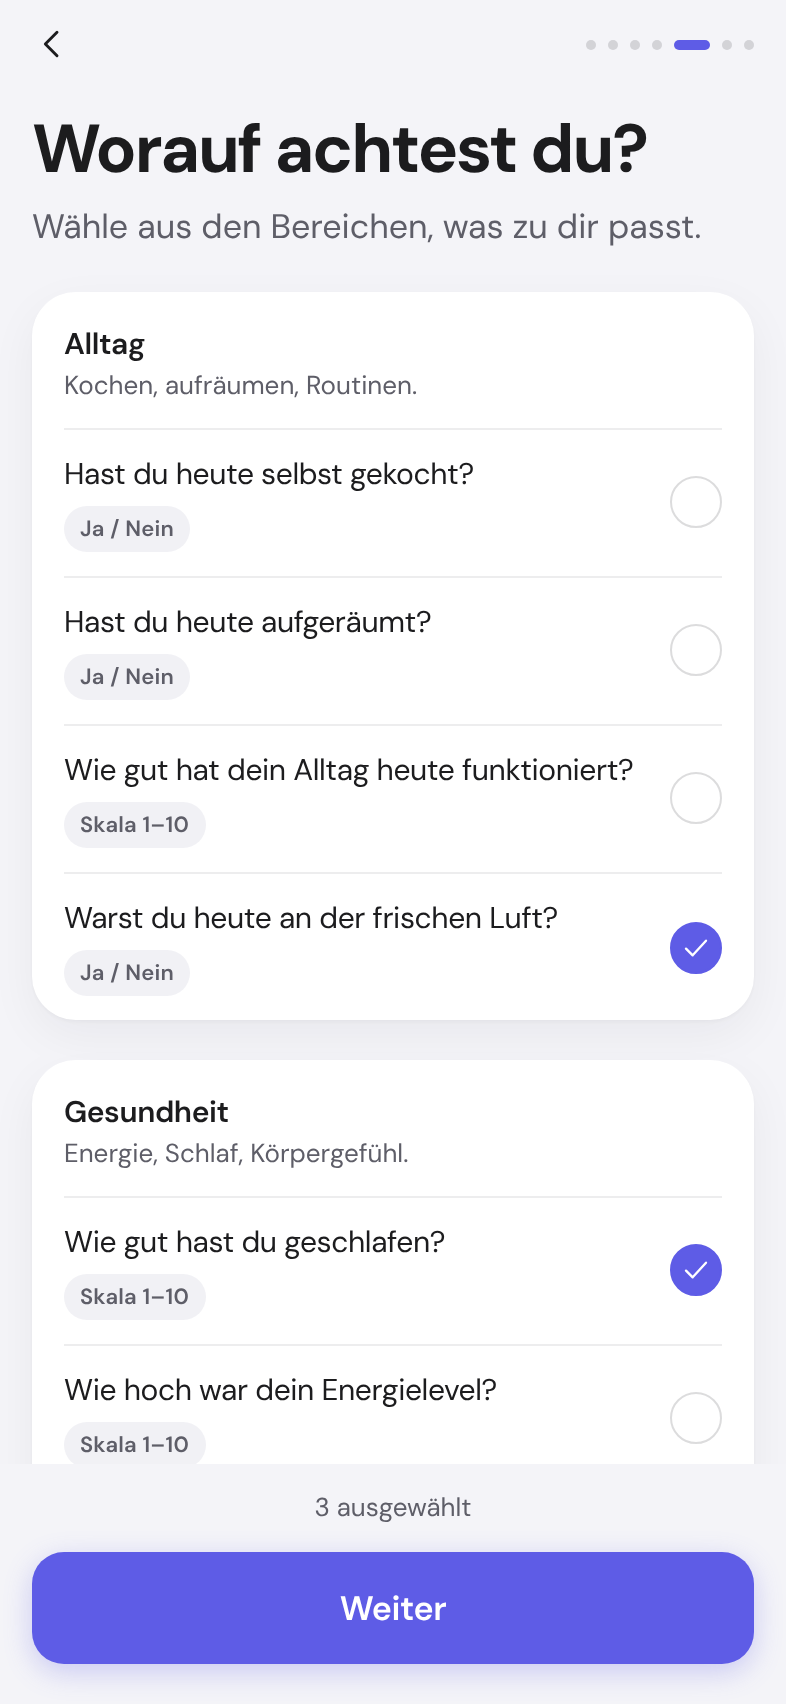 Worauf achtest du?
Wähle aus den Bereichen, was zu dir passt.
Alltag
Kochen, aufräumen, Routinen.
Hast du heute selbst gekocht?
Ja / Nein
Hast du heute aufgeräumt?
Ja / Nein
Wie gut hat dein Alltag heute funktioniert?
Skala 1–10
Warst du heute an der frischen Luft?
Ja / Nein
Gesundheit
Energie, Schlaf, Körpergefühl.
Wie gut hast du geschlafen?
Skala 1–10
Wie hoch war dein Energielevel?
Skala 1–10
3 ausgewählt
Weiter